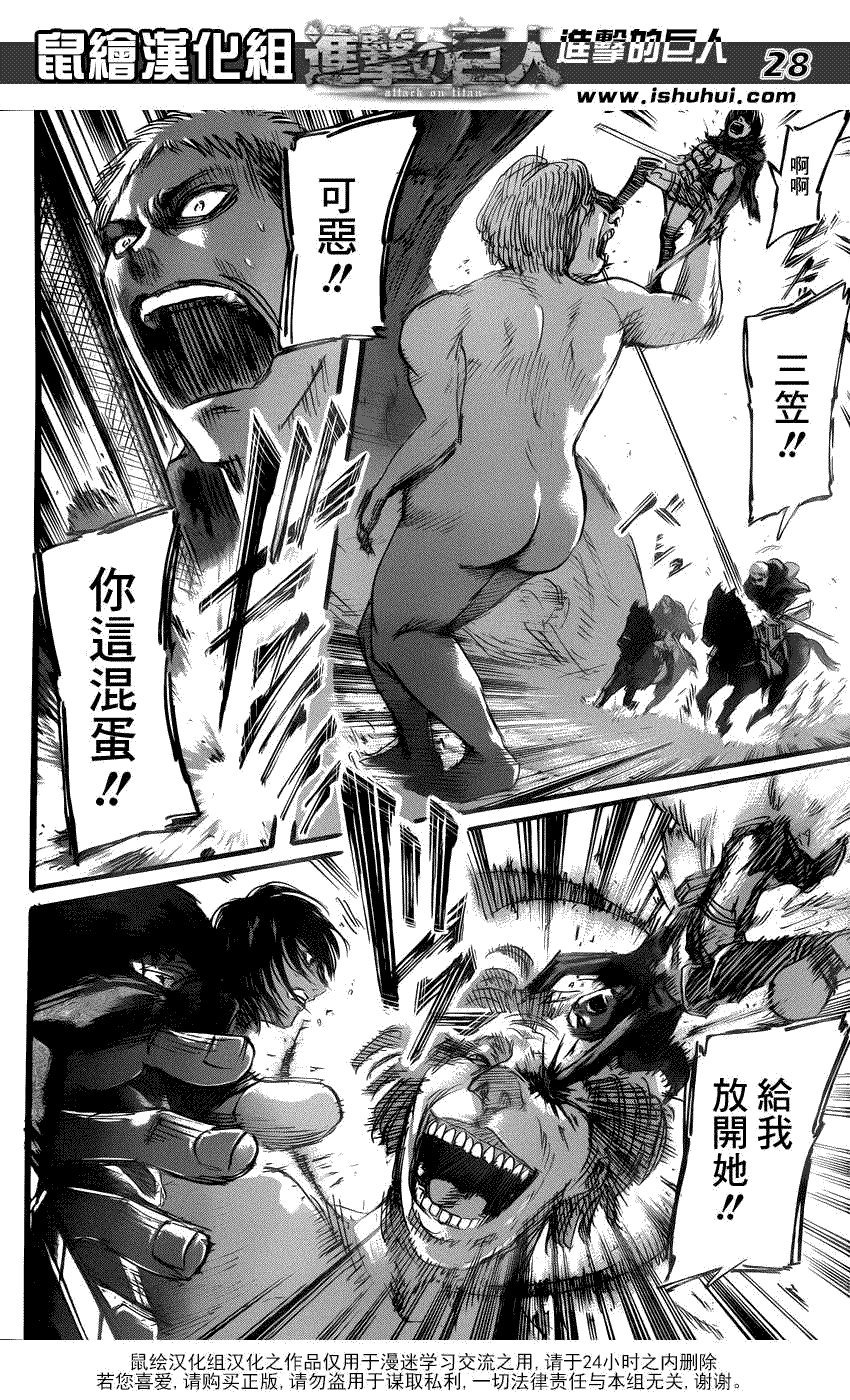 鼠繪漢化組
進撃の巨人
attack on titan
進擊的巨人
28
www.ishuhui.com
啊
啊
三
笠
!!
可
惡
!!
你
這
混
蛋
!!
給我
放開她
!!
鼠绘汉化组汉化之作品仅用于漫迷学习交流之用,请于24小时之内删除
若您喜爱,请购买正版,请勿盗用于谋取私利,一切法律责任与本组无关,谢谢。